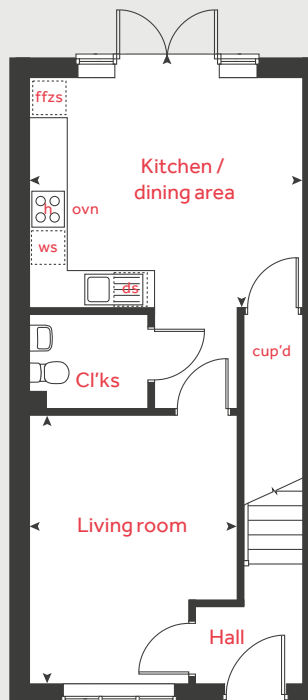 ffzs
Kitchen /
dining area
h
ovn
ws
ds
cup'd
Cl'ks
Living room
Hall